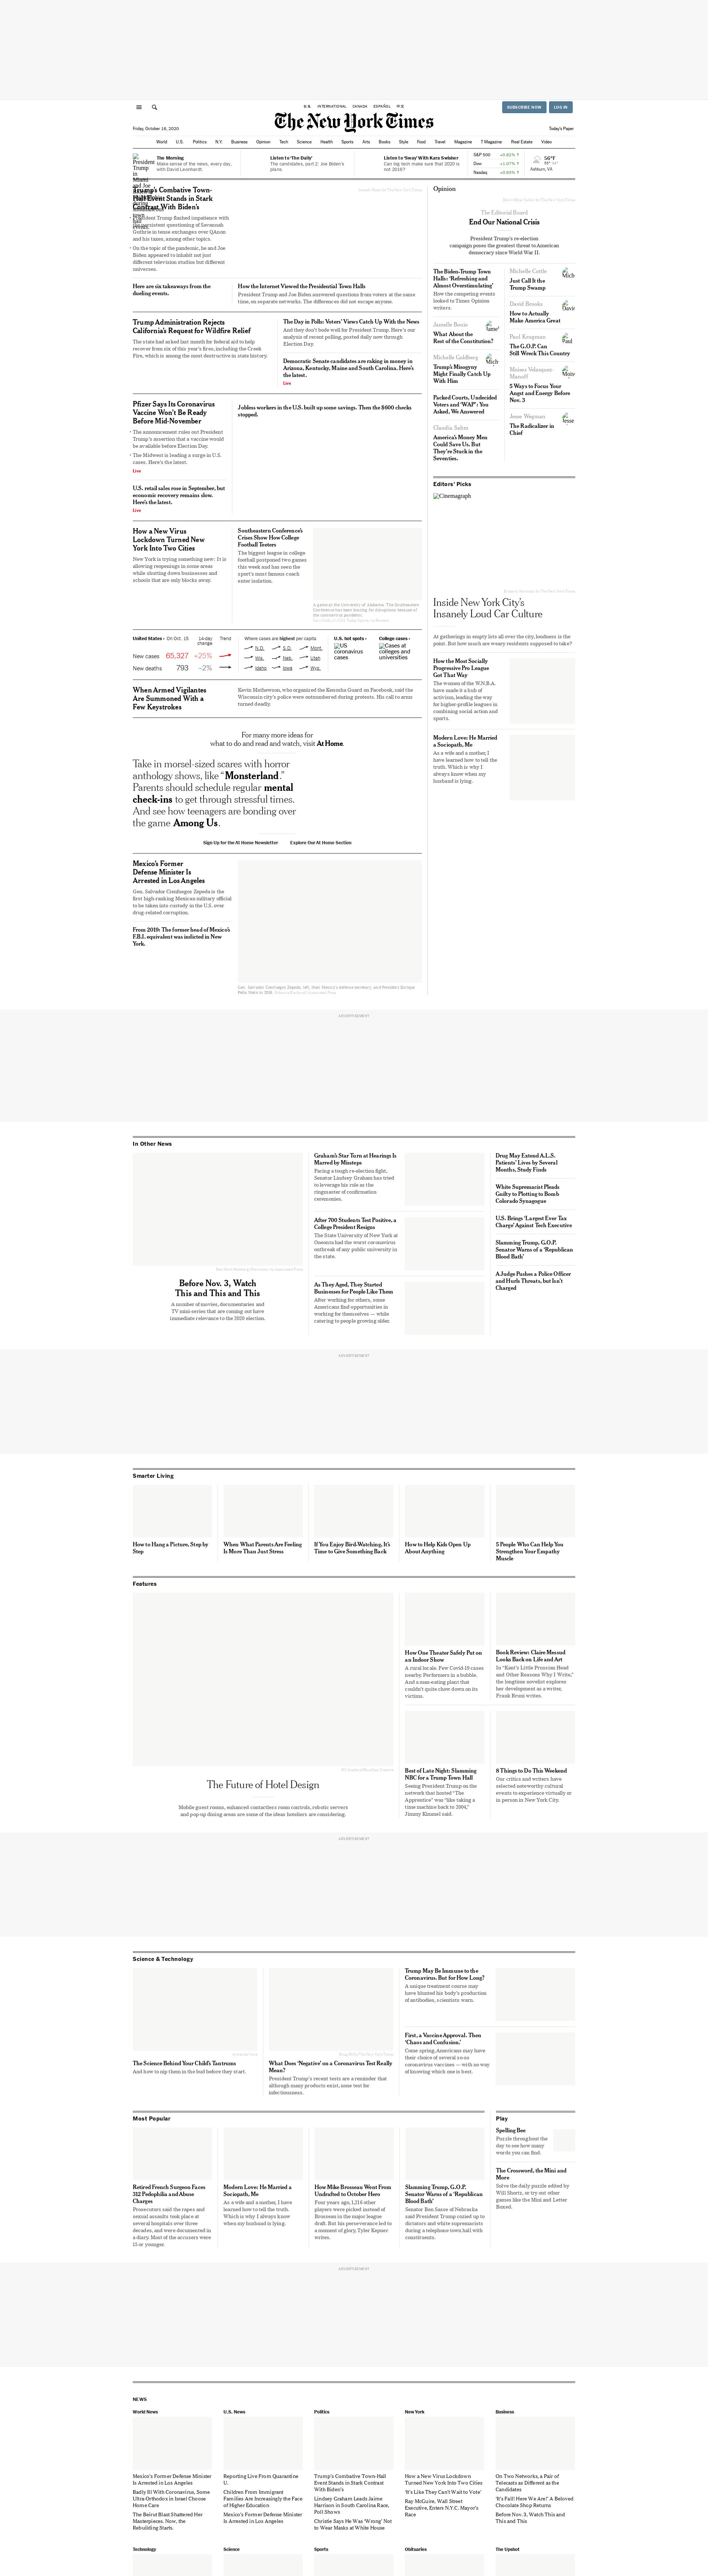 U.S.
INTERNATIONAL
CANADA
ESPAÑOL
中文
SUBSCRIBE NOW
LOG IN
The New York Times
Friday, October 16, 2020
Today's Paper
World
U.S.
Politics
N.Y.
Business
Opinion
Tech
Science
Health
Sports
Arts
Books
Style
Food
Travel
Magazine
T Magazine
Real Estate
Video
The Morning
Make sense of the news, every day,
with David Leonhardt.
Listen to 'The Daily'
The candidates, part 2: Joe Biden's
plans.
Listen to 'Sway' With Kara Swisher
Can big tech make sure that 2020 is
not 2016?
S&P 500
Dow
Nasdaq
56°F
Ashburn, VA
President
Trump
in
Miami
and Joe
Trump's Combative Town-
Hall Event Stands in Stark
Contrast With Biden's
President Trump flashed impatience with
the persistent questioning of Savannah
Guthrie in tense exchanges over QAnon
and his taxes, among other topics.
On the topic of the pandemic, he and Joe
Biden appeared to inhabit not just
different television studios but different
universes.
Here are six takeaways from the
dueling events.
How the Internet Viewed the Presidential Town Halls
President Trump and Joe Biden answered questions from voters at the same
time, on separate networks. The differences did not escape anyone.
Trump Administration Rejects
California's Request for Wildfire Relief
The state had asked last month for federal aid to help
recover from six of this year's fires, including the Creek
Fire, which is among the most destructive in state history.
The Day in Polls: Voters' Views Catch Up With the News
And they don't bode well for President Trump. Here's our
analysis of recent polling, posted daily now through
Election Day.
Democratic Senate candidates are raking in money in
Arizona, Kentucky, Maine and South Carolina. Here's
the latest.
Live
Pfizer Says Its Coronavirus
Vaccine Won't Be Ready
Before Mid-November
The announcement rules out President
Trump's assertion that a vaccine would
be available before Election Day.
The Midwest is leading a surge in U.S.
cases. Here's the latest.
Live
U.S. retail sales rose in September, but
economic recovery remains slow.
Here's the latest.
Live
Jobless workers in the U.S. built up some savings. Then the $600 checks
stopped.
How a New Virus
Lockdown Turned New
York Into Two Cities
New York is trying something new: It is
allowing reopenings in some areas
while shutting down businesses and
schools that are only blocks away.
Southeastern Conference's
Crises Show How College
Football Teeters
The biggest league in college
football postponed two games
this week and has seen the
sport's most famous coach
enter isolation.
A game at the University of Alabama. The Southeastern
Conference has been bracing for disruptions because of
the coronavirus pandemic.
United States ›
On Oct. 15
14-day
change
Trend
New cases
65,327
+25%
New deaths
793
–2%
Where cases are highest per capita
N.D.
S.D.
Mont.
Wis.
Neb.
Utah
Idaho
Iowa
Wyo.
U.S. hot spots ›
US
coronavirus
cases
College cases ›
Cases at
colleges and
universities
When Armed Vigilantes
Are Summoned With a
Few Keystrokes
Kevin Mathewson, who organized the Kenosha Guard on Facebook, said the
Wisconsin city's police were outnumbered during protests. His call to arms
turned deadly.
For many more ideas for
what to do and read and watch, visit At Home.
Take in morsel-sized scares with horror
anthology shows, like "Monsterland."
Parents should schedule regular mental
check-ins to get through stressful times.
And see how teenagers are bonding over
the game Among Us.
Sign Up for the At Home Newsletter
Explore Our At Home Section
Mexico's Former
Defense Minister Is
Arrested in Los Angeles
Gen. Salvador Cienfuegos Zepeda is the
first high-ranking Mexican military official
to be taken into custody in the U.S. over
drug-related corruption.
From 2019: The former head of Mexico's
F.B.I. equivalent was indicted in New
York.
Gen. Salvador Cienfuegos Zepeda, left, then Mexico's defense secretary, and President Enrique
Peña Nieto in 2016.
Opinion
The Editorial Board
End Our National Crisis
President Trump's re-election
campaign poses the greatest threat to American
democracy since World War II.
The Biden-Trump Town
Halls: 'Refreshing and
Almost Overstimulating'
How the competing events
looked to Times Opinion
writers.
Jamelle Bouie
What About the
Rest of the Constitution?
Michelle Goldberg
Trump's Misogyny
Might Finally Catch Up
With Him
Packed Courts, Undecided
Voters and 'WAP': You
Asked, We Answered
Claudia Sahm
America's Money Men
Could Save Us. But
They're Stuck in the
Seventies.
Michelle Cottle
Just Call It the
Trump Swamp
David Brooks
How to Actually
Make America Great
Paul Krugman
The G.O.P. Can
Still Wreck This Country
Moises Velasquez-
Manoff
5 Ways to Focus Your
Angst and Energy Before
Nov. 3
Jesse Wegman
The Radicalizer in
Chief
Editors' Picks
Cinemagraph
Inside New York City's
Insanely Loud Car Culture
At gatherings in empty lots all over the city, loudness is the
point. But how much are weary residents supposed to take?
How the Most Socially
Progressive Pro League
Got That Way
The women of the W.N.B.A.
have made it a hub of
activism, leading the way
for higher-profile leagues in
combining social action and
sports.
Modern Love: He Married
a Sociopath, Me
As a wife and a mother, I
have learned how to tell the
truth. Which is why I
always know when my
husband is lying.
ADVERTISEMENT
In Other News
Before Nov. 3, Watch
This and This and This
A number of movies, documentaries and
TV mini-series that are coming out have
immediate relevance to the 2020 election.
Graham's Star Turn at Hearings Is
Marred by Missteps
Facing a tough re-election fight,
Senator Lindsey Graham has tried
to leverage his role as the
ringmaster of confirmation
ceremonies.
After 700 Students Test Positive, a
College President Resigns
The State University of New York at
Oneonta had the worst coronavirus
outbreak of any public university in
the state.
As They Aged, They Started
Businesses for People Like Them
After working for others, some
Americans find opportunities in
working for themselves — while
catering to people growing older.
Drug May Extend A.L.S.
Patients' Lives by Several
Months, Study Finds
White Supremacist Pleads
Guilty to Plotting to Bomb
Colorado Synagogue
U.S. Brings 'Largest Ever Tax
Charge' Against Tech Executive
Slamming Trump, G.O.P.
Senator Warns of a 'Republican
Blood Bath'
A Judge Pushes a Police Officer
and Hurls Threats, but Isn't
Charged
ADVERTISEMENT
Smarter Living
How to Hang a Picture, Step by
Step
When What Parents Are Feeling
Is More Than Just Stress
If You Enjoy Bird-Watching, It's
Time to Give Something Back
How to Help Kids Open Up
About Anything
5 People Who Can Help You
Strengthen Your Empathy
Muscle
Features
The Future of Hotel Design
Mobile guest rooms, enhanced contactless room controls, robotic servers
and pop-up dining areas are some of the ideas hoteliers are considering.
How One Theater Safely Put on
an Indoor Show
A rural locale. Few Covid-19 cases
nearby. Performers in a bubble.
And a man-eating plant that
couldn't quite chow down on its
victims.
Book Review: Claire Messud
Looks Back on Life and Art
In "Kant's Little Prussian Head
and Other Reasons Why I Write,"
the longtime novelist explores
her development as a writer,
Frank Bruni writes.
Best of Late Night: Slamming
NBC for a Trump Town Hall
Seeing President Trump on the
network that hosted "The
Apprentice" was "like taking a
time machine back to 2004,"
Jimmy Kimmel said.
8 Things to Do This Weekend
Our critics and writers have
selected noteworthy cultural
events to experience virtually or
in person in New York City.
ADVERTISEMENT
Science & Technology
The Science Behind Your Child's Tantrums
And how to nip them in the bud before they start.
What Does 'Negative' on a Coronavirus Test Really
Mean?
President Trump's recent tests are a reminder that
although many products exist, none test for
infectiousness.
Trump May Be Immune to the
Coronavirus. But for How Long?
A unique treatment course may
have blunted his body's production
of antibodies, scientists warn.
First, a Vaccine Approval. Then
'Chaos and Confusion.'
Come spring, Americans may have
their choice of several so-so
coronavirus vaccines — with no way
of knowing which one is best.
Most Popular
Retired French Surgeon Faces
312 Pedophilia and Abuse
Charges
Prosecutors said the rapes and
sexual assaults took place at
several hospitals over three
decades, and were documented in
a diary. Most of the accusers were
15 or younger.
Modern Love: He Married a
Sociopath, Me
As a wife and a mother, I have
learned how to tell the truth.
Which is why I always know
when my husband is lying.
How Mike Brosseau Went From
Undrafted to October Hero
Four years ago, 1,216 other
players were picked instead of
Brosseau in the major league
draft. But his perseverance led to
a moment of glory, Tyler Kepner
writes.
Slamming Trump, G.O.P.
Senator Warns of a 'Republican
Blood Bath'
Senator Ben Sasse of Nebraska
said President Trump cozied up to
dictators and white supremacists
during a telephone town hall with
constituents.
Play
Spelling Bee
Puzzle throughout the
day to see how many
words you can find.
The Crossword, the Mini and
More
Solve the daily puzzle edited by
Will Shortz, or try out other
games like the Mini and Letter
Boxed.
ADVERTISEMENT
NEWS
World News
Mexico's Former Defense Minister
Is Arrested in Los Angeles
Badly Ill With Coronavirus, Some
Ultra-Orthodox in Israel Choose
Home Care
The Beirut Blast Shattered Her
Masterpieces. Now, the
Rebuilding Starts.
U.S. News
Reporting Live From Quarantine
U.
Children From Immigrant
Families Are Increasingly the Face
of Higher Education
Mexico's Former Defense Minister
Is Arrested in Los Angeles
Politics
Trump's Combative Town-Hall
Event Stands in Stark Contrast
With Biden's
Lindsey Graham Leads Jaime
Harrison in South Carolina Race,
Poll Shows
Christie Says He Was 'Wrong' Not
to Wear Masks at White House
New York
How a New Virus Lockdown
Turned New York Into Two Cities
'It's Like They Can't Wait to Vote'
Ray McGuire, Wall Street
Executive, Enters N.Y.C. Mayor's
Race
Business
On Two Networks, a Pair of
Telecasts as Different as the
Candidates
'It's Fall! Here We Are!' A Beloved
Chocolate Shop Returns
Before Nov. 3, Watch This and
This and This
Technology
Science
Sports
Obituaries
The Upshot